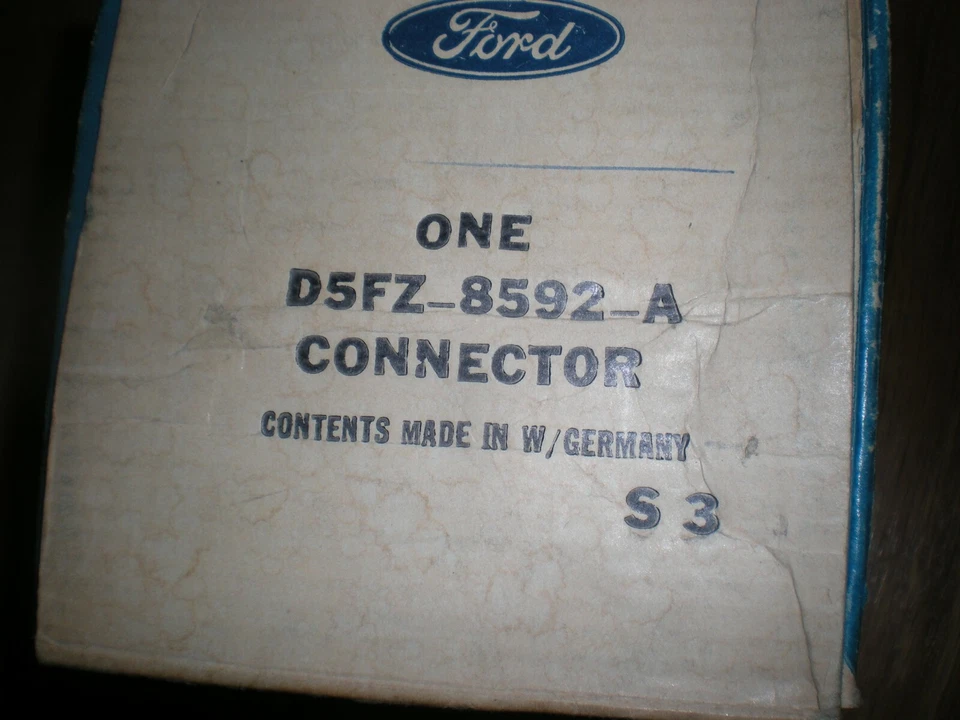 Ford
ONE
D5FZ-8592-A
CONNECTOR
CONTENTS MADE IN W/GERMANY
S 3